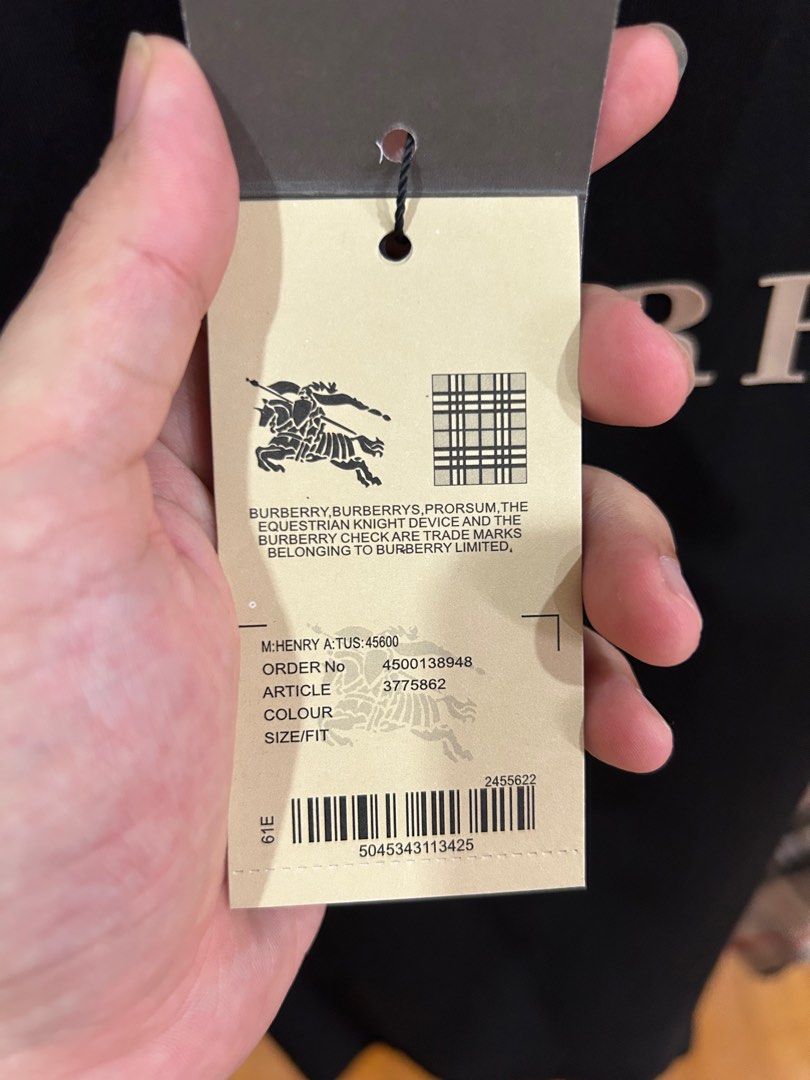 RR
BURBERRY,BURBERRYS,PRORSUM,THE
EQUESTRIAN KNIGHT DEVICE AND THE
BURBERRY CHECK ARE TRADE MARKS
BELONGING TO BURBERRY LIMITED.
M:HENRY A:TUS:45600
ORDER No 4500138948
ARTICLE 3775862
COLOUR
SIZE/FIT
2455622
61E
5045343113425